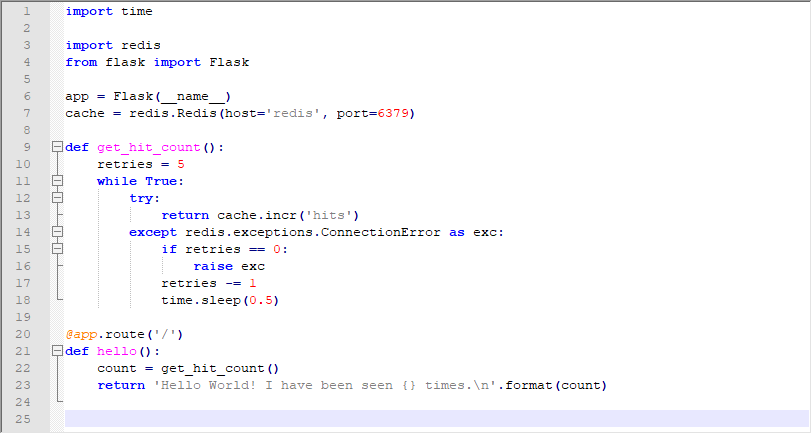 1 import time
2
3 import redis
4 from flask import Flask
5
6 app = Flask(__name__)
7 cache = redis.Redis(host='redis', port=6379)
8
9 def get_hit_count():
10     retries = 5
11     while True:
12         try:
13             return cache.incr('hits')
14         except redis.exceptions.ConnectionError as exc:
15             if retries == 0:
16                 raise exc
17             retries -= 1
18             time.sleep(0.5)
19
20 @app.route('/')
21 def hello():
22     count = get_hit_count()
23     return 'Hello World! I have been seen {} times.\n'.format(count)
24
25